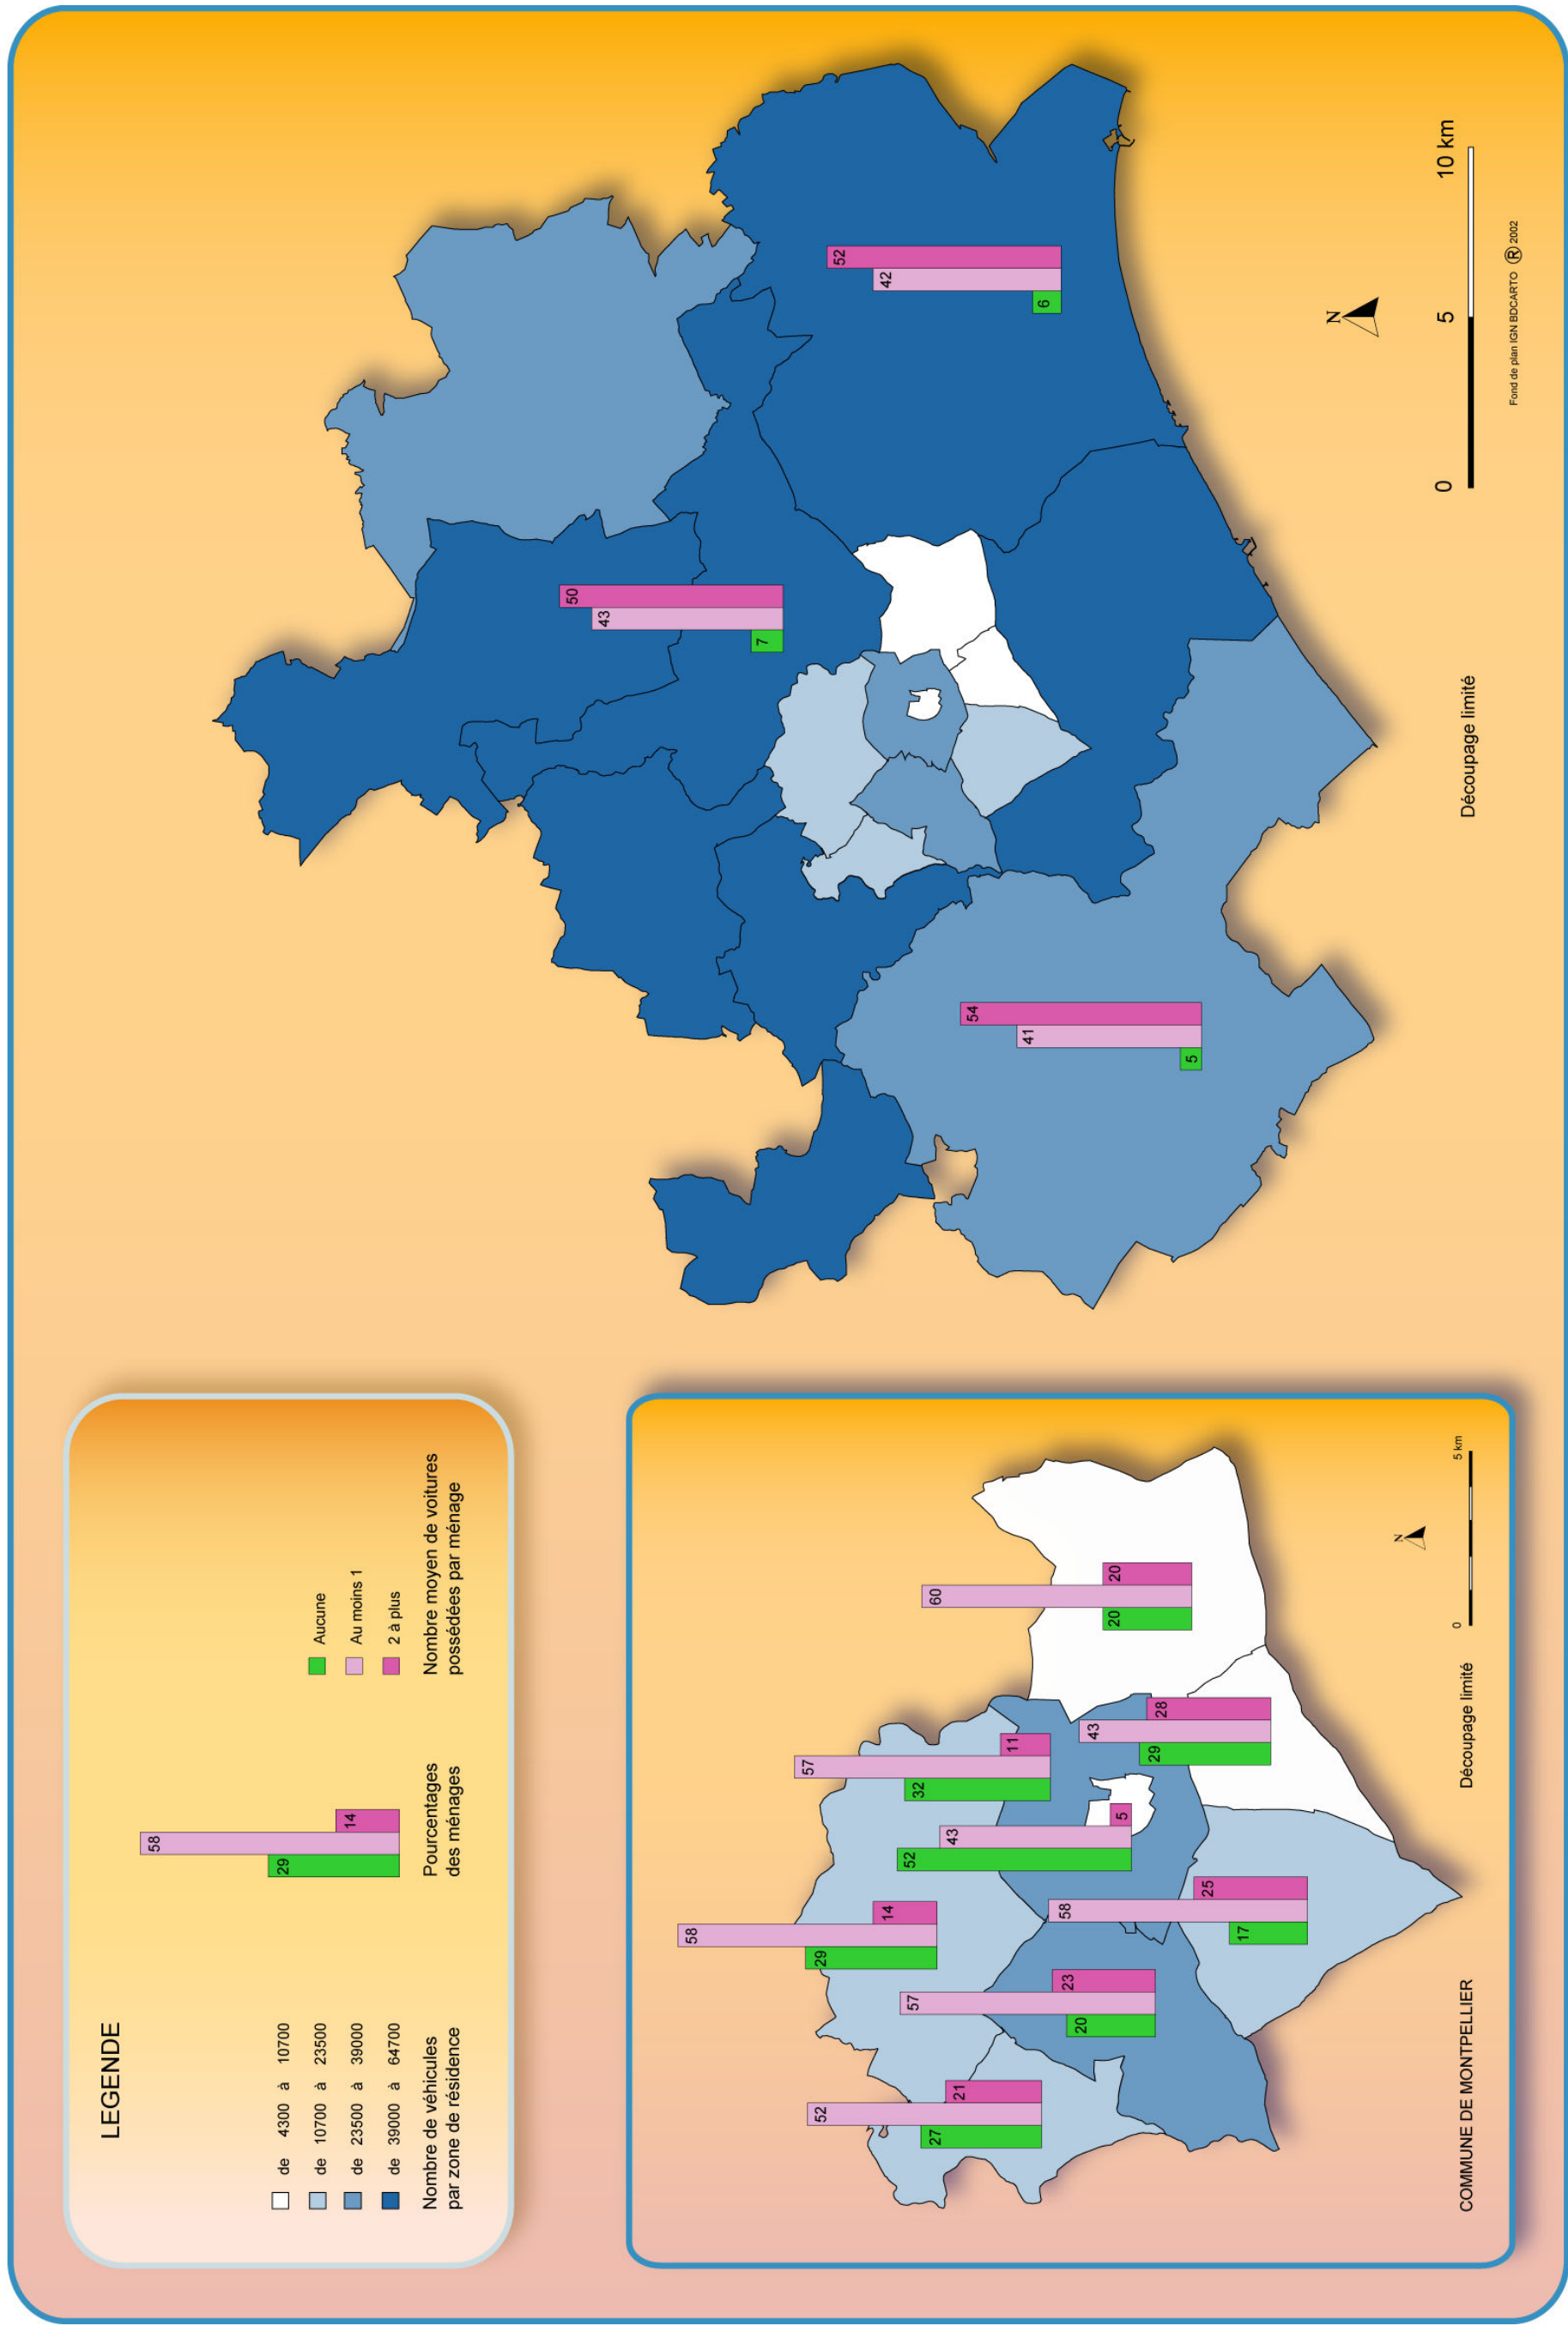 LEGENDE
de 4300 à 10700
de 10700 à 23500
de 23500 à 39000
de 39000 à 64700
Nombre de véhicules
par zone de résidence
29
58
14
Pourcentages
des ménages
Aucune
Au moins 1
2 à plus
Nombre moyen de voitures
possédées par ménage
27
52
21
29
58
14
20
57
23
52
43
5
32
57
11
17
58
25
29
43
28
20
60
20
COMMUNE DE MONTPELLIER
Découpage limité
N
0
5 km
5
41
54
7
43
50
6
42
52
Découpage limité
N
0
5
10 km
Fond de plan IGN BDCARTO ® 2002